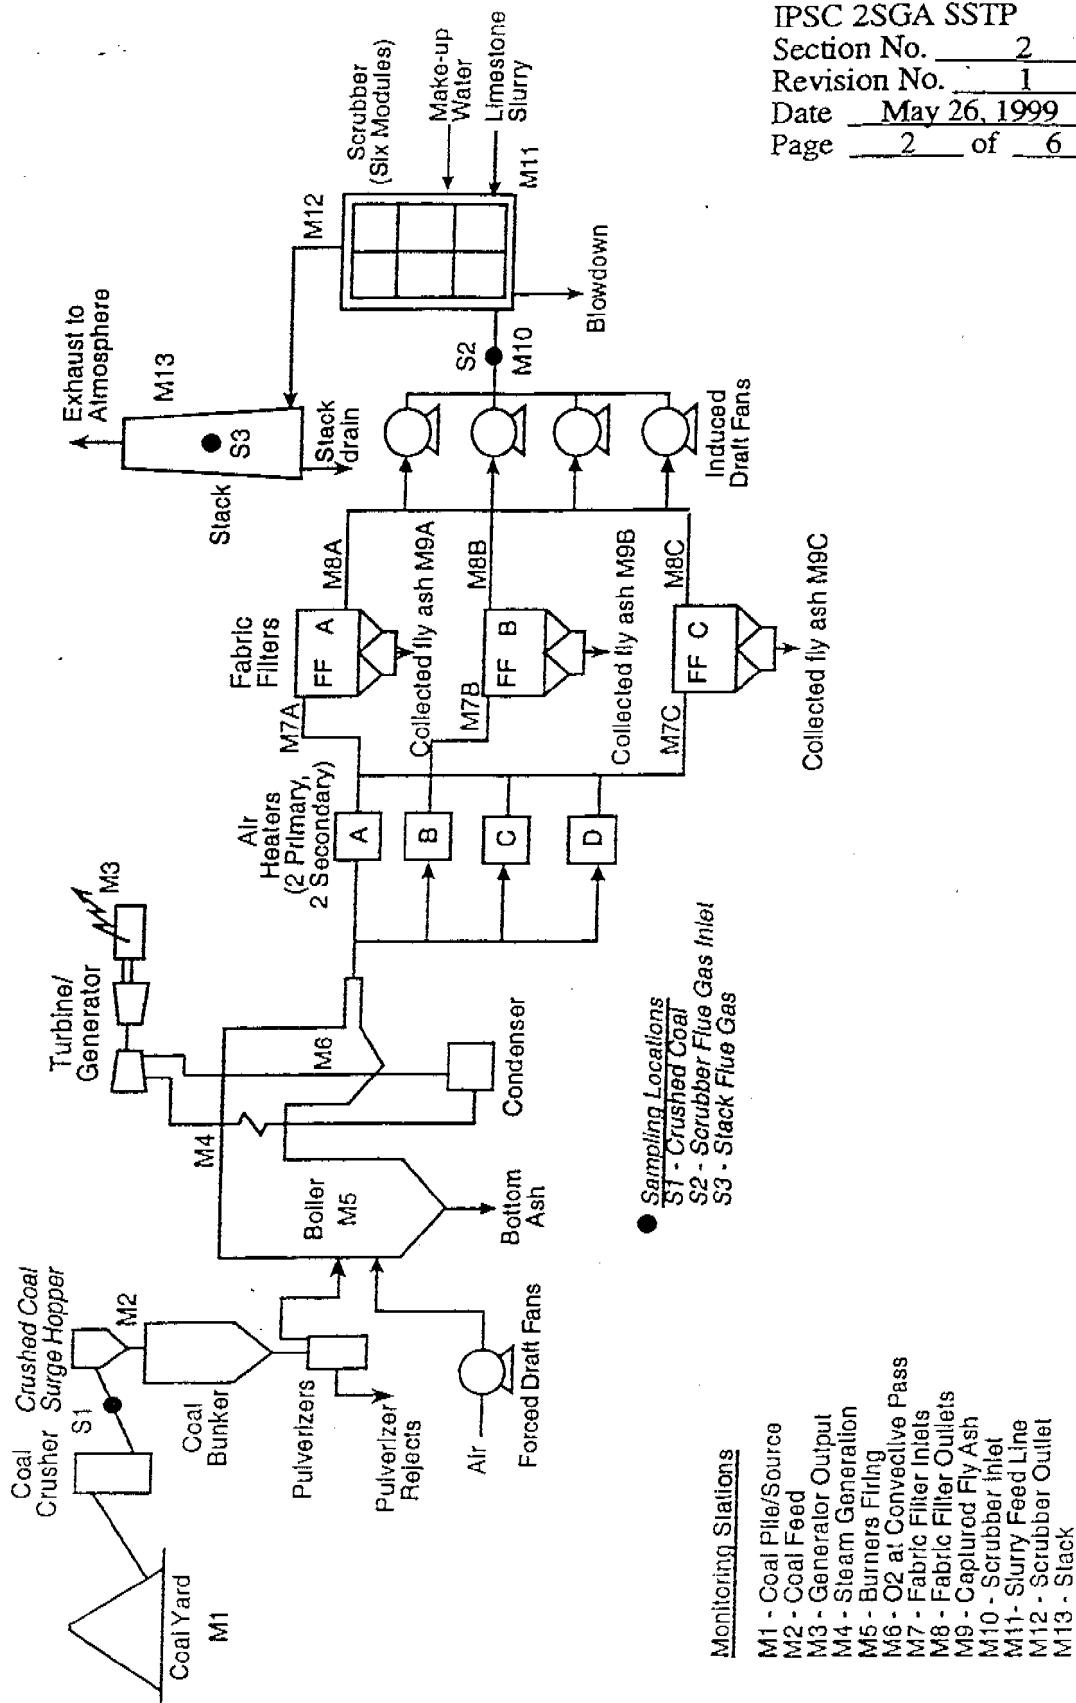 IPSC 2SGA SSTP
Section No. 2
Revision No. 1
Date May 26, 1999
Page 2 of 6
Coal Yard
M1
Coal
Crusher
S1
Crushed Coal
Surge Hopper
M2
Coal
Bunker
Pulverizers
Pulverizer
Rejects
Air
Forced Draft Fans
Boiler
M5
Bottom
Ash
M4
M6
Turbine/
Generator
M3
Condenser
Air
Heaters
(2 Primary,
2 Secondary)
A
B
C
D
Fabric
Filters
M7A
FF A
M8A
Collected fly ash M9A
M7B
FF B
M8B
Collected fly ash M9B
M7C
FF C
M8C
Collected fly ash M9C
Induced
Draft Fans
S2
M10
Scrubber
(Six Modules)
Make-up
Water
Limestone
Slurry
M11
Blowdown
M12
Exhaust to
Atmosphere
M13
S3
Stack
Stack
drain
Sampling Locations
S1 - Crushed Coal
S2 - Scrubber Flue Gas Inlet
S3 - Stack Flue Gas
Monitoring Stations
M1 - Coal Pile/Source
M2 - Coal Feed
M3 - Generator Output
M4 - Steam Generation
M5 - Burners Firing
M6 - O2 at Convective Pass
M7 - Fabric Filter Inlets
M8 - Fabric Filter Outlets
M9 - Captured Fly Ash
M10 - Scrubber Inlet
M11 - Slurry Feed Line
M12 - Scrubber Outlet
M13 - Stack